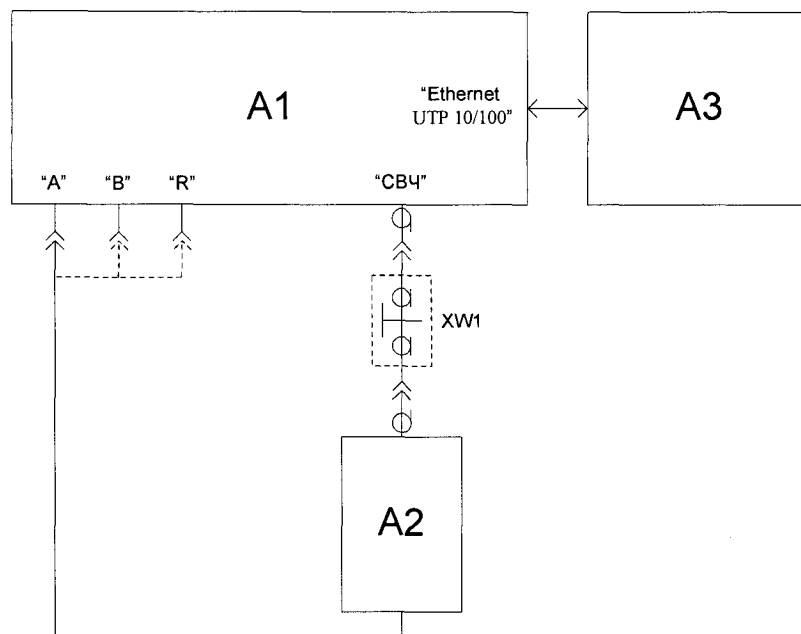 A1
"Ethernet
UTP 10/100"
A3
"A"
"B"
"R"
"СВЧ"
XW1
A2